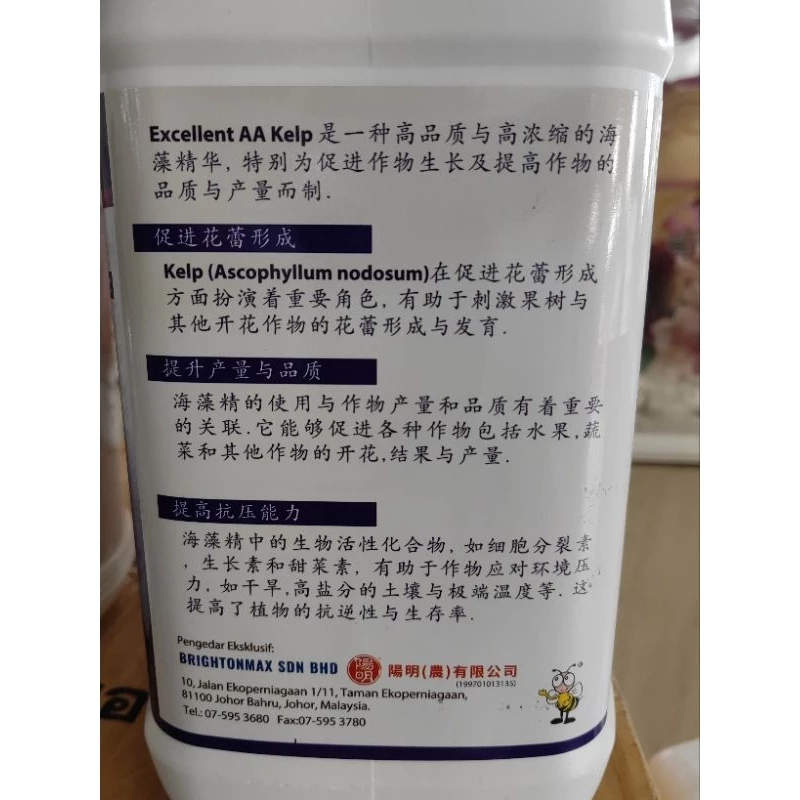 Excellent AA Kelp 是一种高品质与高浓缩的海
藻精华, 特别为促进作物生长及提高作物的
品质与产量而制.
促进花蕾形成
Kelp (Ascophyllum nodosum)在促进花蕾形成
方面扮演着重要角色, 有助于刺激果树与
其他开花作物的花蕾形成与发育.
提升产量与品质
海藻精的使用与作物产量和品质有着重要
的关联.它能够促进各种作物包括水果,蔬
菜和其他作物的开花,结果与产量.
提高抗压能力
海藻精中的生物活性化合物, 如细胞分裂素
, 生长素和甜菜素, 有助于作物应对环境压
力, 如干旱,高盐分的土壤与极端温度等. 这
提高了植物的抗逆性与生存率.
Pengedar Eksklusif:
BRIGHTONMAX SDN BHD 陽明 陽明(農)有限公司
(199701013135)
10, Jalan Ekoperniagaan 1/11, Taman Ekoperniagaan,
81100 Johor Bahru, Johor, Malaysia.
Tel.: 07-595 3680 Fax:07-595 3780